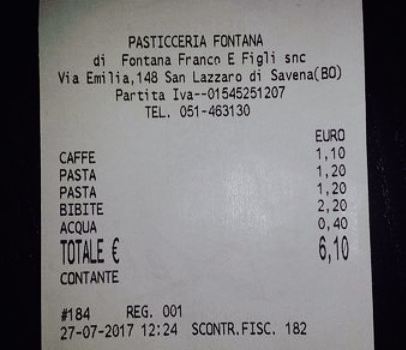 PASTICCERIA FONTANA
di Fontana Franco E Figli snc
Via Emilia,148 San Lazzaro di Savena(BO)
Partita Iva--01545251207
TEL. 051-463130
EURO
CAFFE 1,10
PASTA 1,20
PASTA 1,20
BIBITE 2,20
ACQUA 0,40
TOTALE € 6,10
CONTANTE
#184 REG. 001
27-07-2017 12:24 SCONTR.FISC. 182